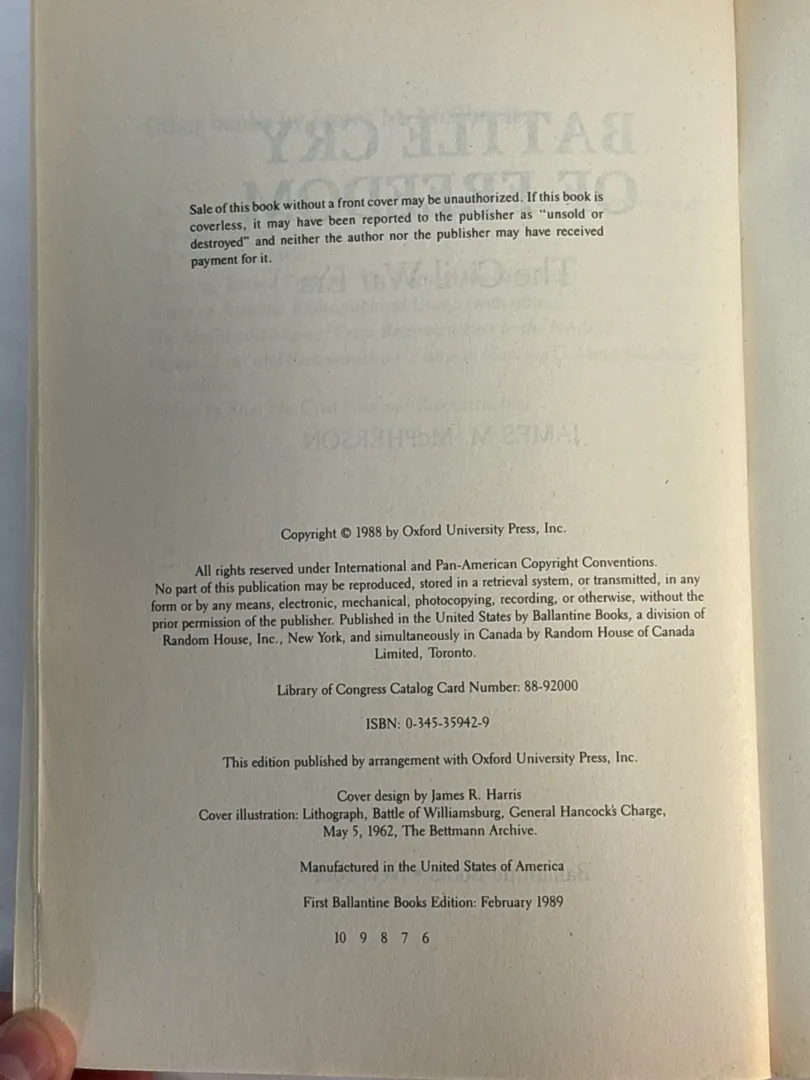 Sale of this book without a front cover may be unauthorized. If this book is
coverless, it may have been reported to the publisher as "unsold or
destroyed" and neither the author nor the publisher may have received
payment for it.
Copyright © 1988 by Oxford University Press, Inc.
All rights reserved under International and Pan-American Copyright Conventions.
No part of this publication may be reproduced, stored in a retrieval system, or transmitted, in any
form or by any means, electronic, mechanical, photocopying, recording, or otherwise, without the
prior permission of the publisher. Published in the United States by Ballantine Books, a division of
Random House, Inc., New York, and simultaneously in Canada by Random House of Canada
Limited, Toronto.
Library of Congress Catalog Card Number: 88-92000
ISBN: 0-345-35942-9
This edition published by arrangement with Oxford University Press, Inc.
Cover design by James R. Harris
Cover illustration: Lithograph, Battle of Williamsburg, General Hancock's Charge,
May 5, 1962, The Bettmann Archive.
Manufactured in the United States of America
First Ballantine Books Edition: February 1989
10 9 8 7 6